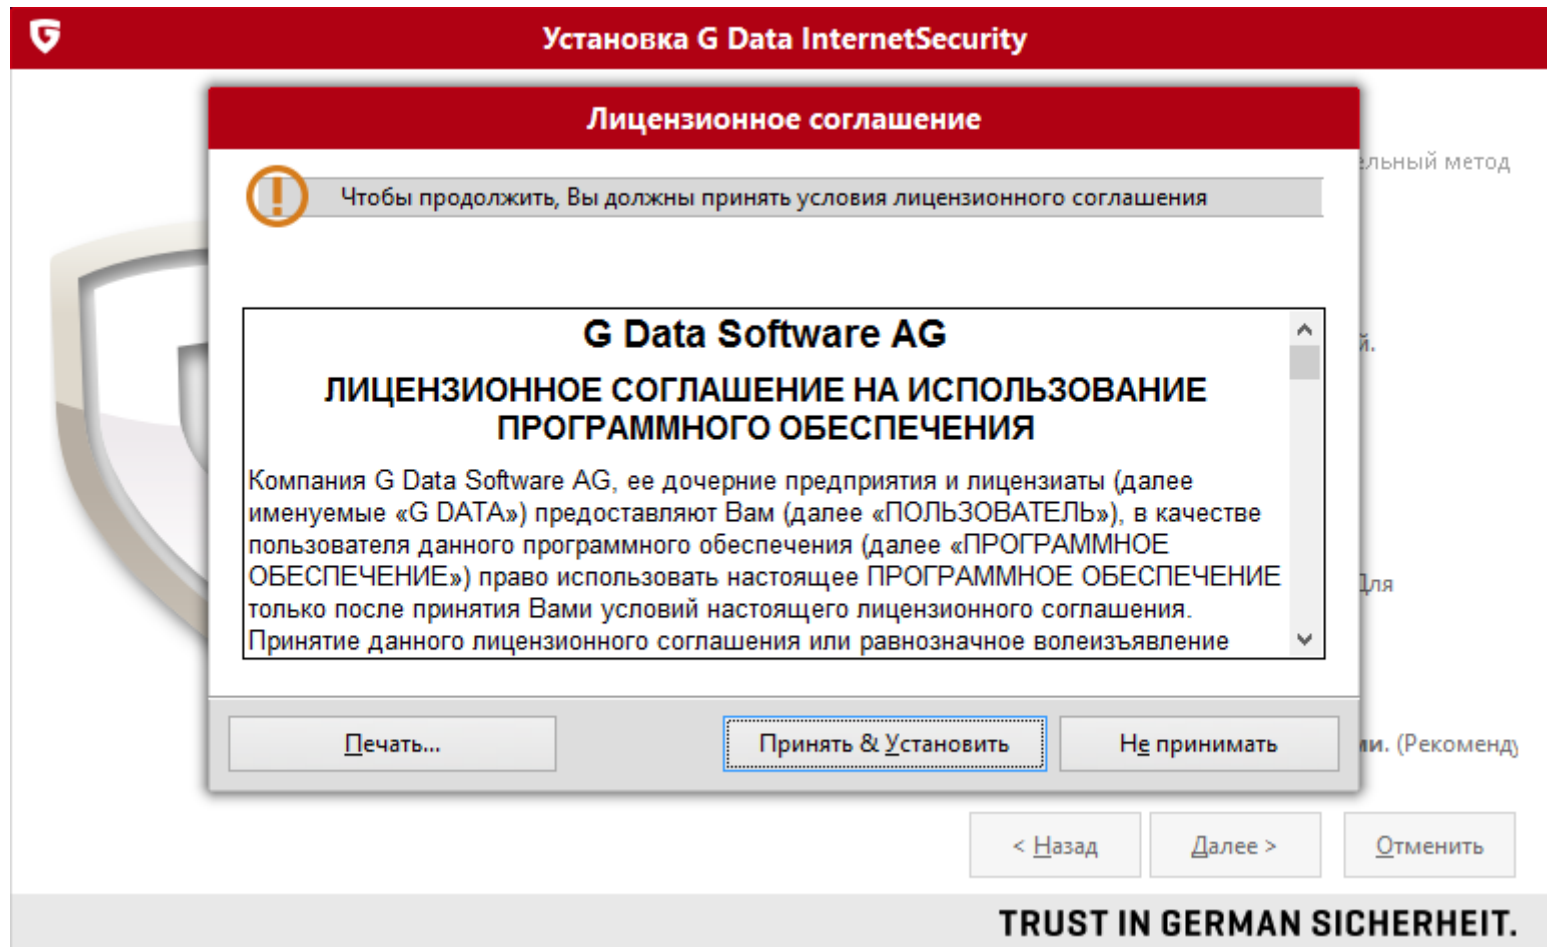 Установка G Data InternetSecurity
Лицензионное соглашение
метод
Чтобы продолжить, Вы должны принять условия лицензионного соглашения
G Data Software AG
ЛИЦЕНЗИОННОЕ СОГЛАШЕНИЕ НА ИСПОЛЬЗОВАНИЕ
ПРОГРАММНОГО ОБЕСПЕЧЕНИЯ
Компания G Data Software AG, ее дочерние предприятия и лицензиаты (далее
именуемые «G DATA») предоставляют Вам (далее «ПОЛЬЗОВАТЕЛЬ»), в качестве
пользователя данного программного обеспечения (далее «ПРОГРАММНОЕ
ОБЕСПЕЧЕНИЕ») право использовать настоящее ПРОГРАММНОЕ ОБЕСПЕЧЕНИЕ
только после принятия Вами условий настоящего лицензионного соглашения.
Принятие данного лицензионного соглашения или равнозначное волеизъявление
Для
Печать...
Принять & Установить
Не принимать
< Назад
Далее >
Отменить
TRUST IN GERMAN SICHERHEIT.